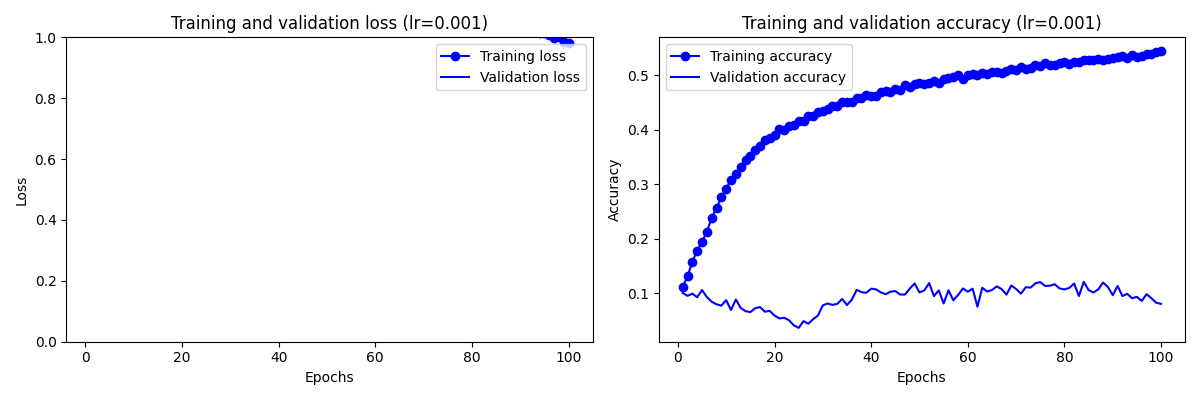 Training and validation loss (lr=0.001)
Loss
1.0
0.8
0.6
0.4
0.2
0.0
Training loss
Validation loss
0 20 40 60 80 100
Epochs
Training and validation accuracy (lr=0.001)
Accuracy
0.5
0.4
0.3
0.2
0.1
Training accuracy
Validation accuracy
0 20 40 60 80 100
Epochs